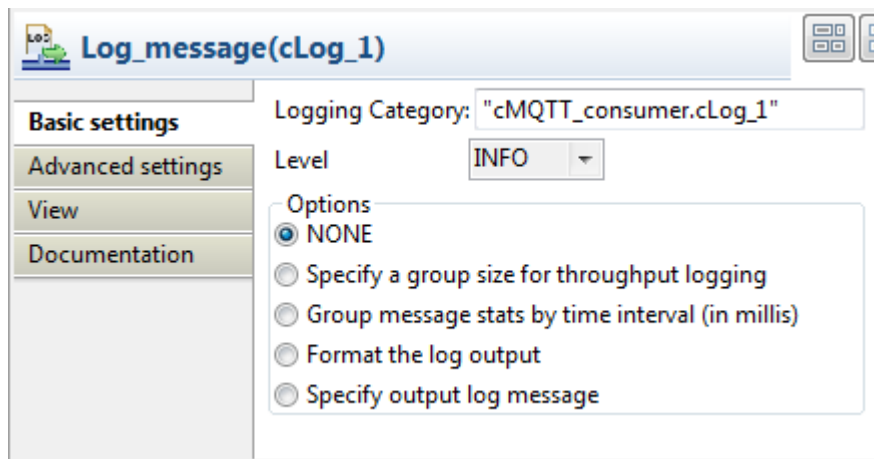 LOG
Log_message(cLog_1)
Basic settings
Advanced settings
View
Documentation
Logging Category: "cMQTT_consumer.cLog_1"
Level INFO
Options
NONE
Specify a group size for throughput logging
Group message stats by time interval (in millis)
Format the log output
Specify output log message